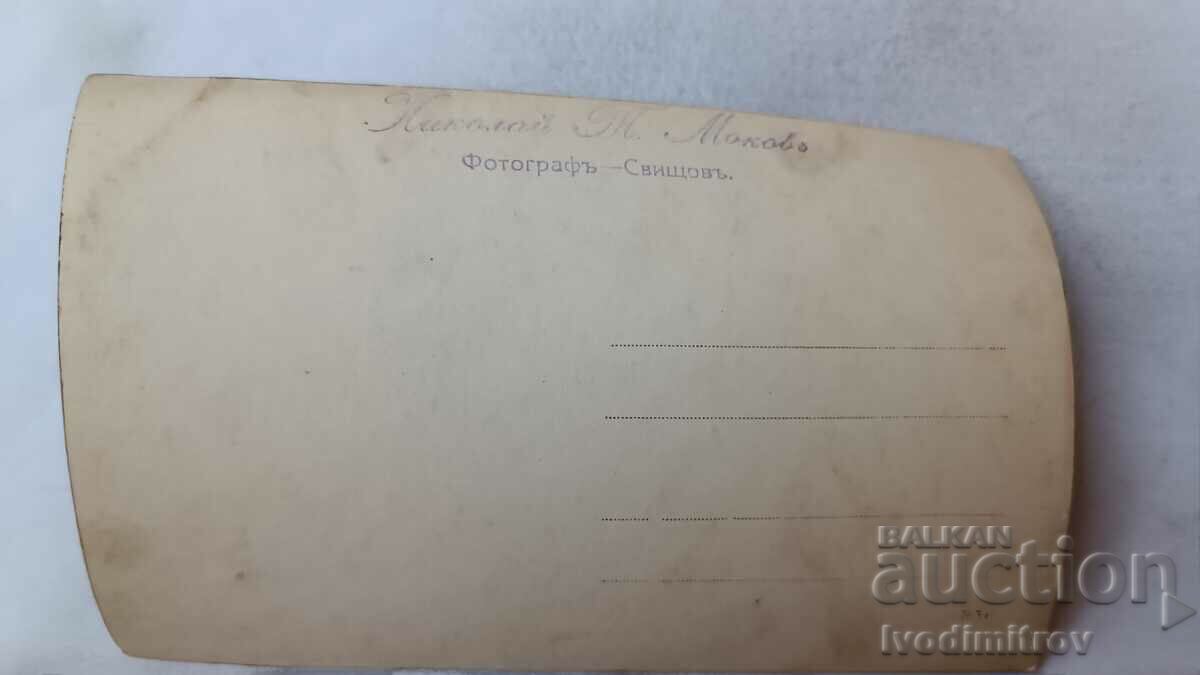 Николай Т. Моковъ
Фотографъ — Свищовъ.
BALKAN
auction
Ivodimitrov